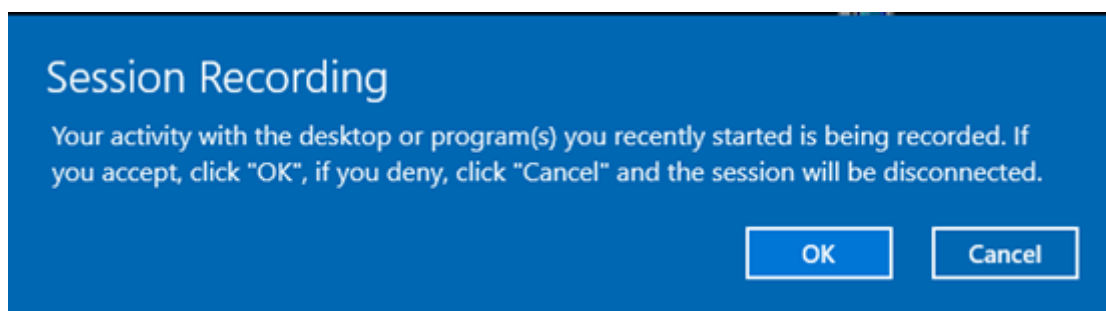 Session Recording
Your activity with the desktop or program(s) you recently started is being recorded. If
you accept, click "OK", if you deny, click "Cancel" and the session will be disconnected.
OK Cancel